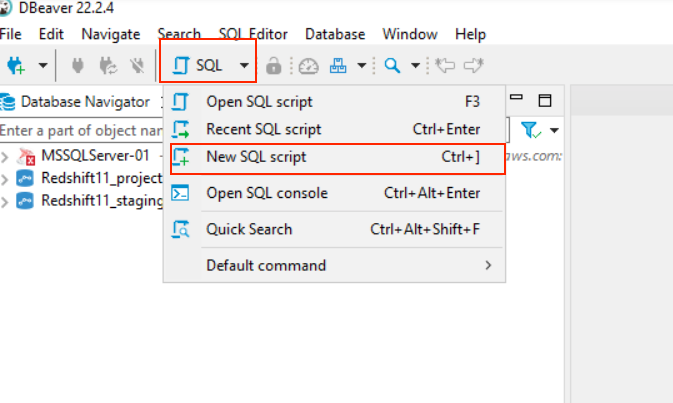 DBeaver 22.2.4
File Edit Navigate Search SQL Editor Database Window Help
SQL
Database Navigator
Enter a part of object nar
MSSQLServer-01
Redshift11_project
Redshift11_staging
Open SQL script F3
Recent SQL script Ctrl+Enter
New SQL script Ctrl+]
Open SQL console Ctrl+Alt+Enter
Quick Search Ctrl+Alt+Shift+F
Default command
aws.com: